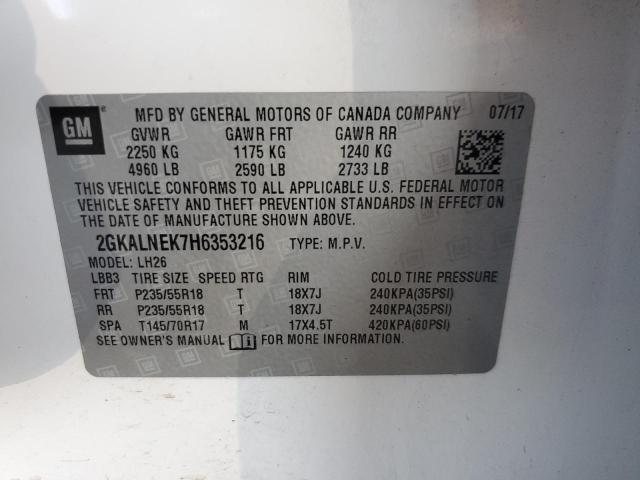 GM
®
MFD BY GENERAL MOTORS OF CANADA COMPANY 07/17
GVWR GAWR FRT GAWR RR
2250 KG 1175 KG 1240 KG
4960 LB 2590 LB 2733 LB
THIS VEHICLE CONFORMS TO ALL APPLICABLE U.S. FEDERAL MOTOR
VEHICLE SAFETY AND THEFT PREVENTION STANDARDS IN EFFECT
ON THE DATE OF MANUFACTURE SHOWN ABOVE.
2GKALNEK7H6353216 TYPE: M.P.V.
MODEL: LH26
LBB3 TIRE SIZE SPEED RTG RIM COLD TIRE PRESSURE
FRT P235/55R18 T 18X7J 240KPA(35PSI)
RR P235/55R18 T 18X7J 240KPA(35PSI)
SPA T145/70R17 M 17X4.5T 420KPA(60PSI)
SEE OWNER'S MANUAL FOR MORE INFORMATION.